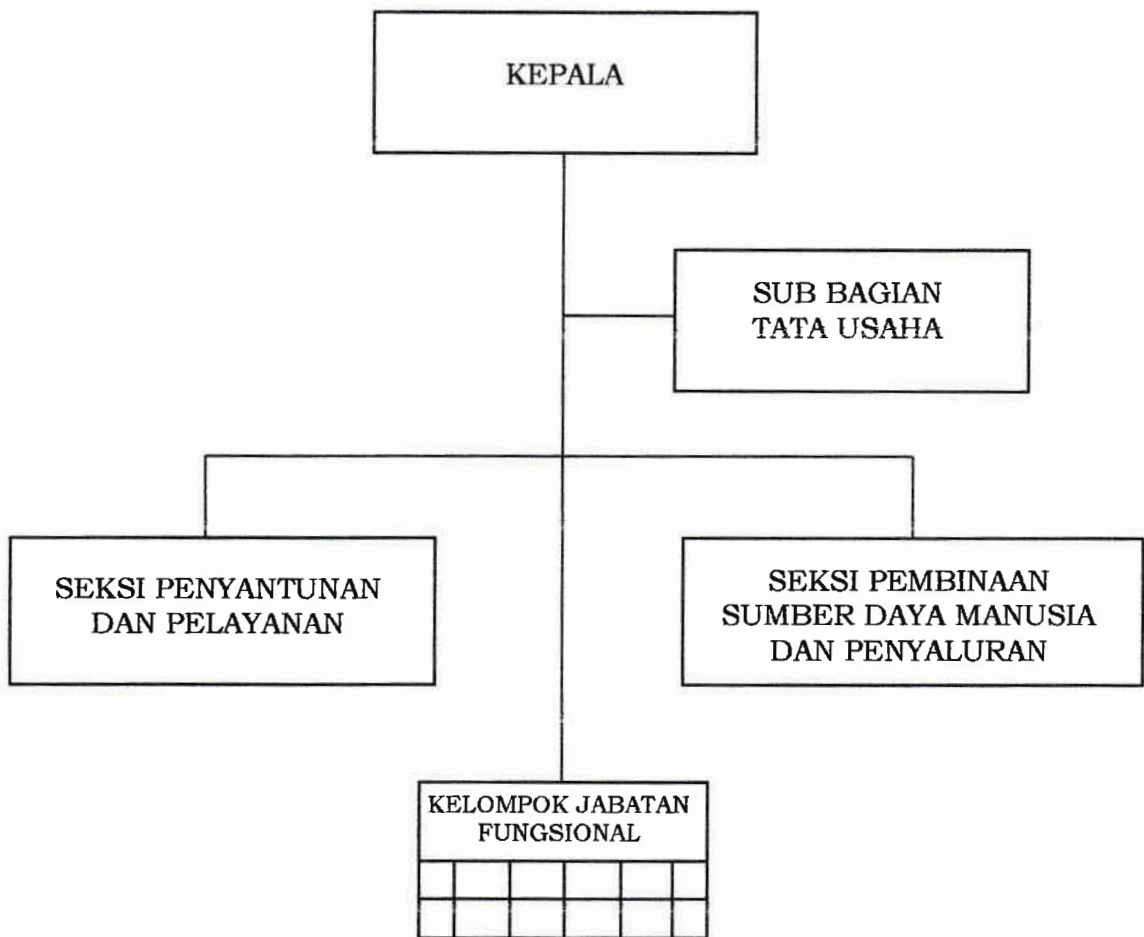 KEPALA
SUB BAGIAN
TATA USAHA
SEKSI PENYANTUNAN
DAN PELAYANAN
SEKSI PEMBINAAN
SUMBER DAYA MANUSIA
DAN PENYALURAN
KELOMPOK JABATAN
FUNGSIONAL